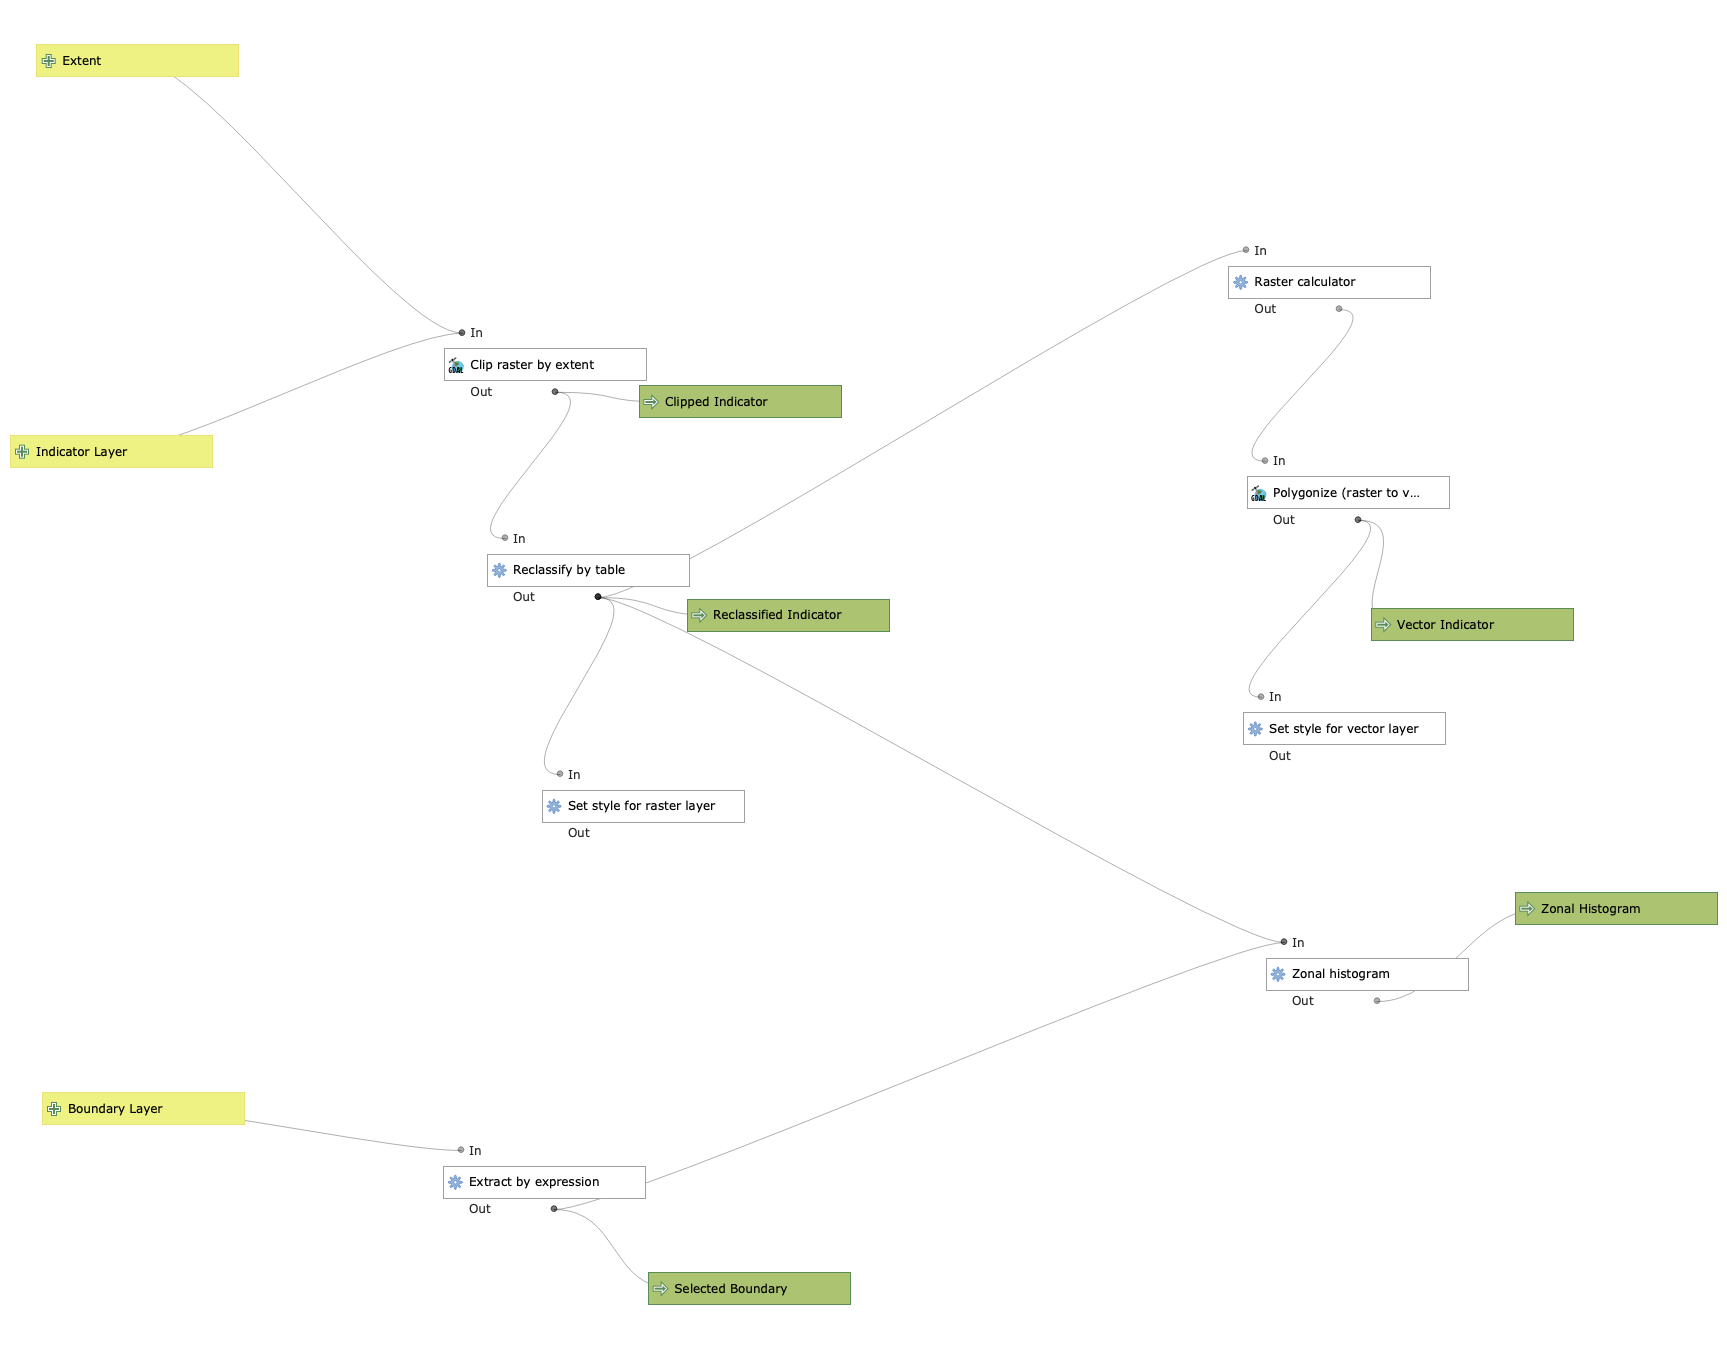 Extent
In
Raster calculator
Out
In
Clip raster by extent
Out
Clipped Indicator
Indicator Layer
In
Polygonize (raster to v...
Out
In
Reclassify by table
Out
Reclassified Indicator
Vector Indicator
In
Set style for vector layer
Out
In
Set style for raster layer
Out
Zonal Histogram
In
Zonal histogram
Out
Boundary Layer
In
Extract by expression
Out
Selected Boundary